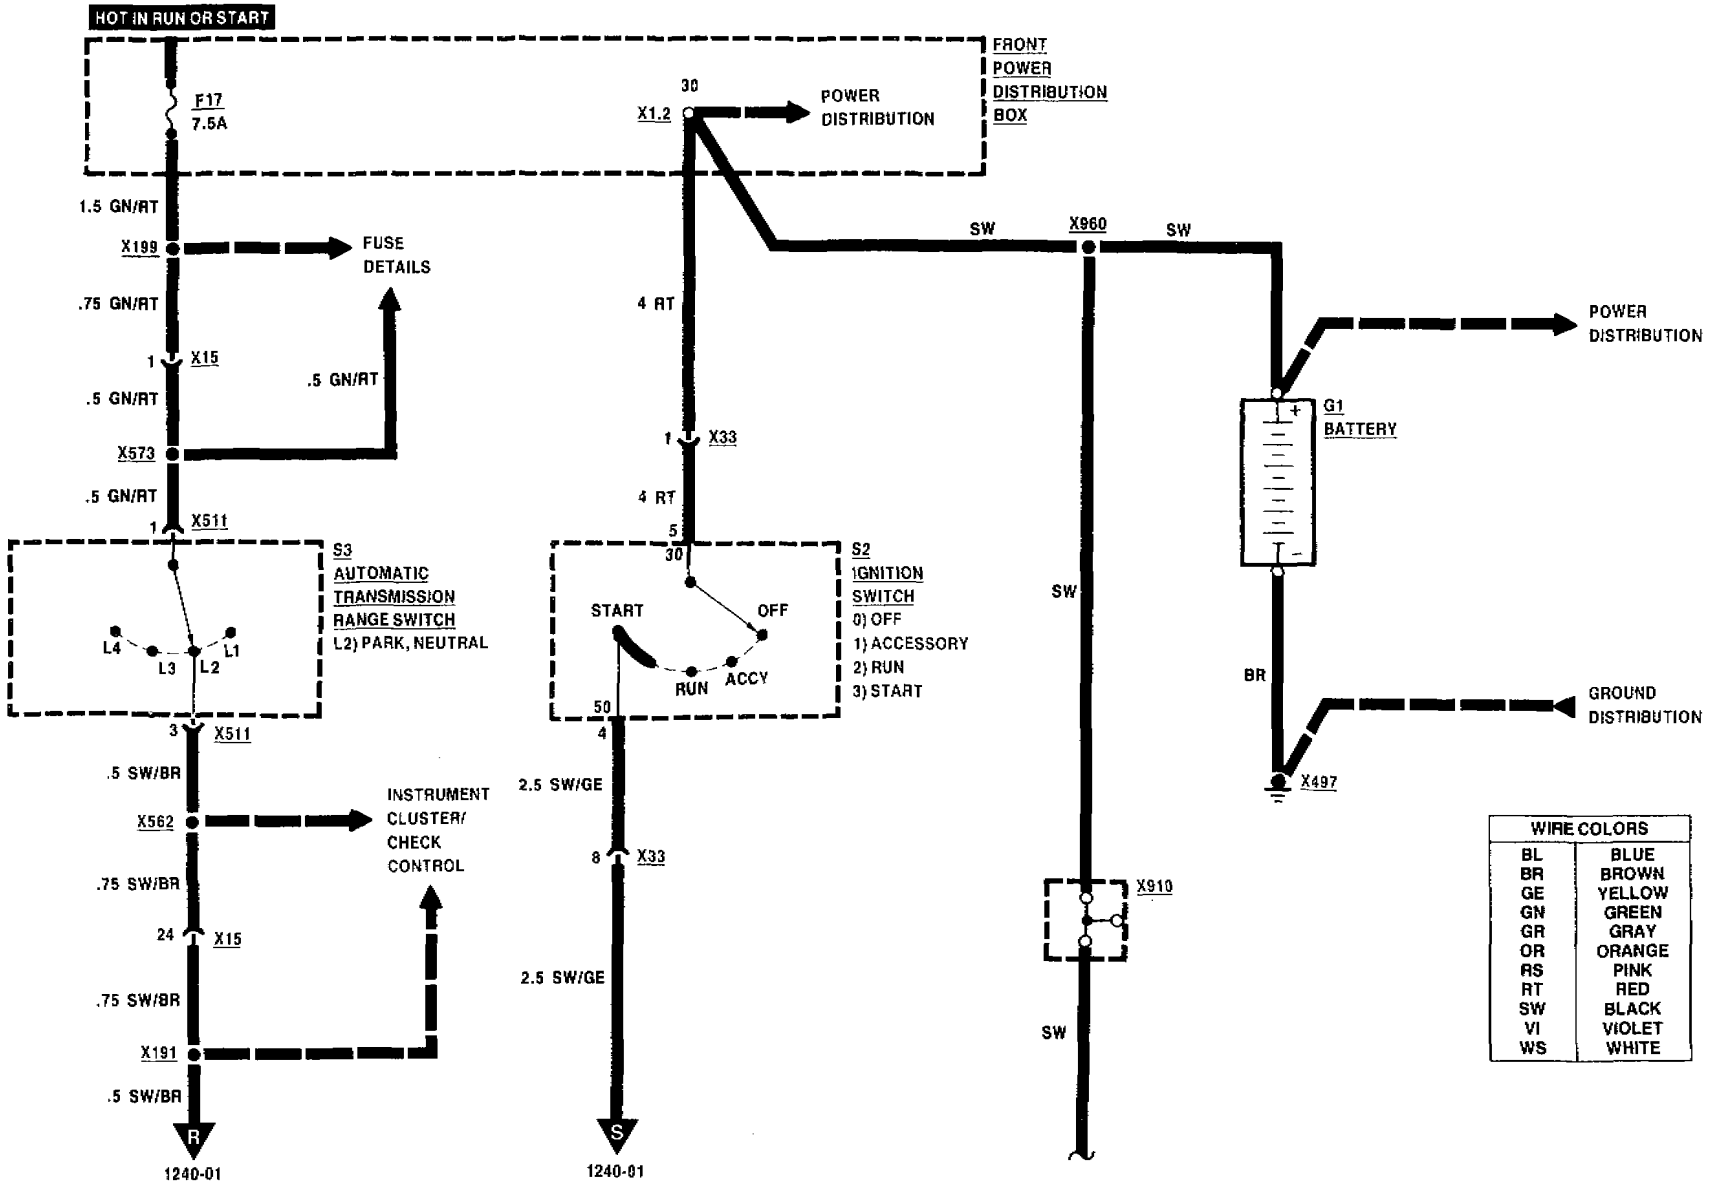 HOT IN RUN OR START
FRONT
POWER
DISTRIBUTION
BOX
F17
7.5A
30
X1.2
POWER
DISTRIBUTION
1.5 GN/RT
X199
FUSE
DETAILS
.75 GN/RT
1
X15
.5 GN/RT
.5 GN/RT
X573
.5 GN/RT
1
X511
S3
AUTOMATIC
TRANSMISSION
RANGE SWITCH
L2) PARK, NEUTRAL
L4
L3
L2
L1
3
X511
.5 SW/BR
X562
INSTRUMENT
CLUSTER/
CHECK
CONTROL
.75 SW/BR
24
X15
.75 SW/BR
X191
.5 SW/BR
R
1240-01
4 RT
1
X33
4 RT
5
30
S2
IGNITION
SWITCH
0) OFF
1) ACCESSORY
2) RUN
3) START
START
OFF
RUN
ACCY
50
4
2.5 SW/GE
8
X33
2.5 SW/GE
S
1240-01
SW
X960
SW
POWER
DISTRIBUTION
+
G1
BATTERY
-
SW
BR
GROUND
DISTRIBUTION
X497
X910
SW
WIRE COLORS
BL BLUE
BR BROWN
GE YELLOW
GN GREEN
GR GRAY
OR ORANGE
RS PINK
RT RED
SW BLACK
VI VIOLET
WS WHITE